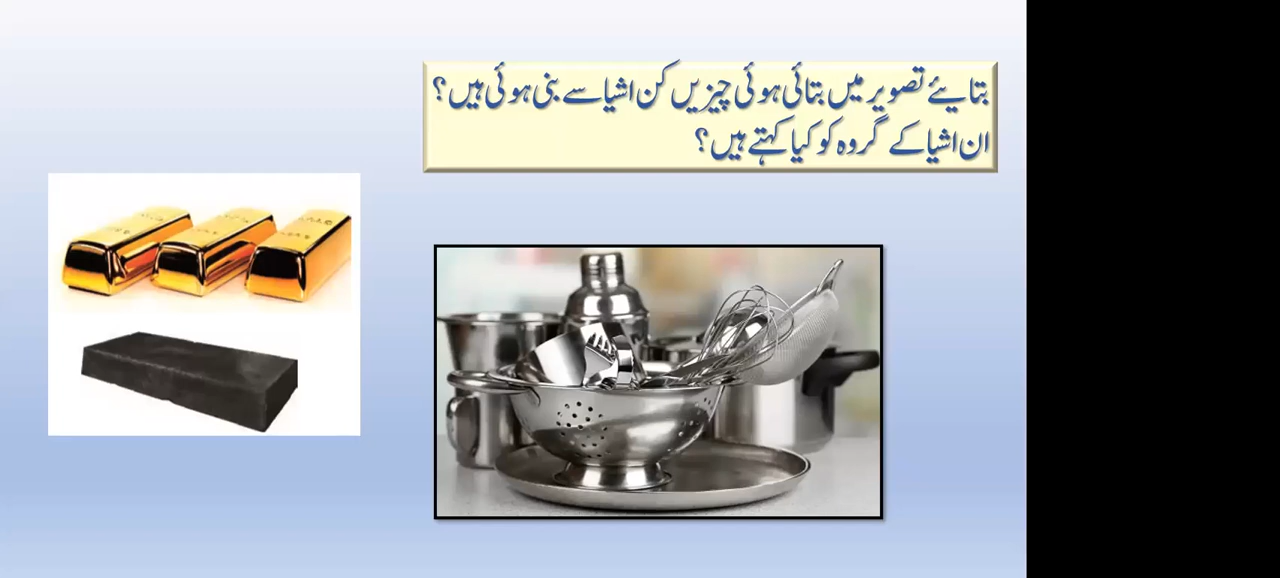 بتایئے تصویر میں بتائی ہوئی چیزیں کن اشیا سے بنی ہوئی ہیں؟
ان اشیا کے گروہ کو کیا کہتے ہیں؟